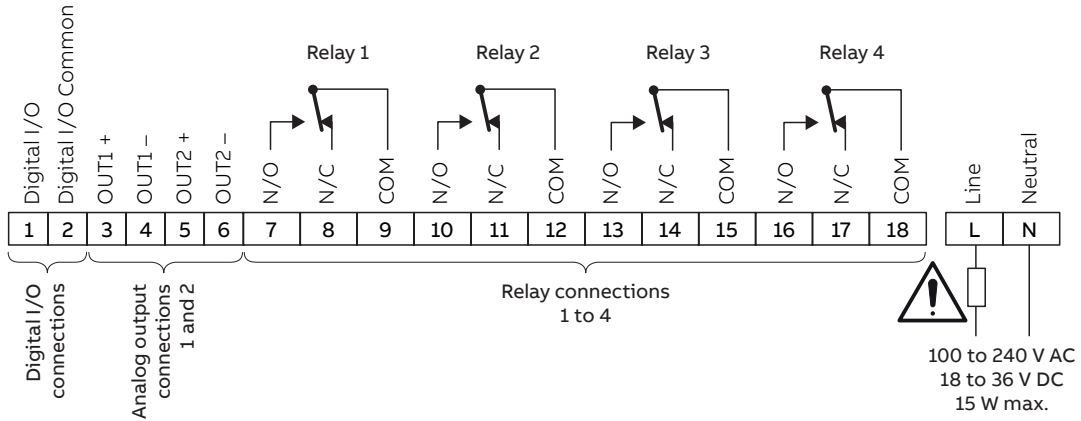 Relay 1
Relay 2
Relay 3
Relay 4
Digital I/O
Digital I/O Common
OUT1 +
OUT1 –
OUT2 +
OUT2 –
N/O
N/C
COM
N/O
N/C
COM
N/O
N/C
COM
N/O
N/C
COM
Line
Neutral
1 2 3 4 5 6 7 8 9 10 11 12 13 14 15 16 17 18 L N
Digital I/O
connections
Analog output
connections
1 and 2
Relay connections
1 to 4
100 to 240 V AC
18 to 36 V DC
15 W max.